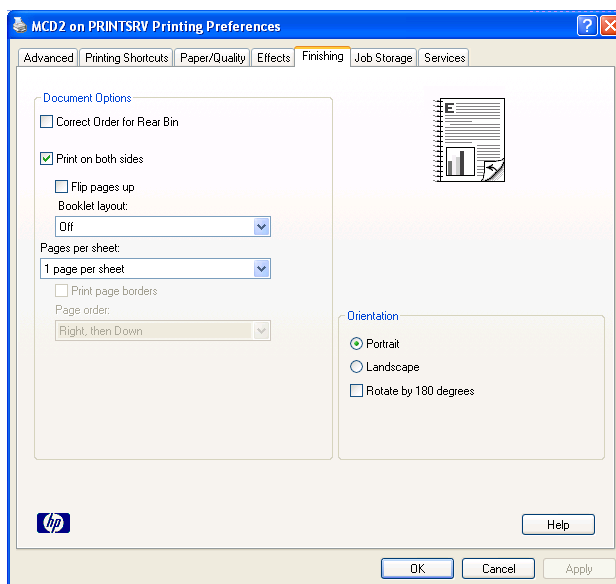 MCD2 on PRINTSRV Printing Preferences
Advanced Printing Shortcuts Paper/Quality Effects Finishing Job Storage Services
Document Options
Correct Order for Rear Bin
Print on both sides
Flip pages up
Booklet layout:
Off
Pages per sheet:
1 page per sheet
Print page borders
Page order:
Right, then Down
E
Orientation
Portrait
Landscape
Rotate by 180 degrees
hp
Help
OK Cancel Apply